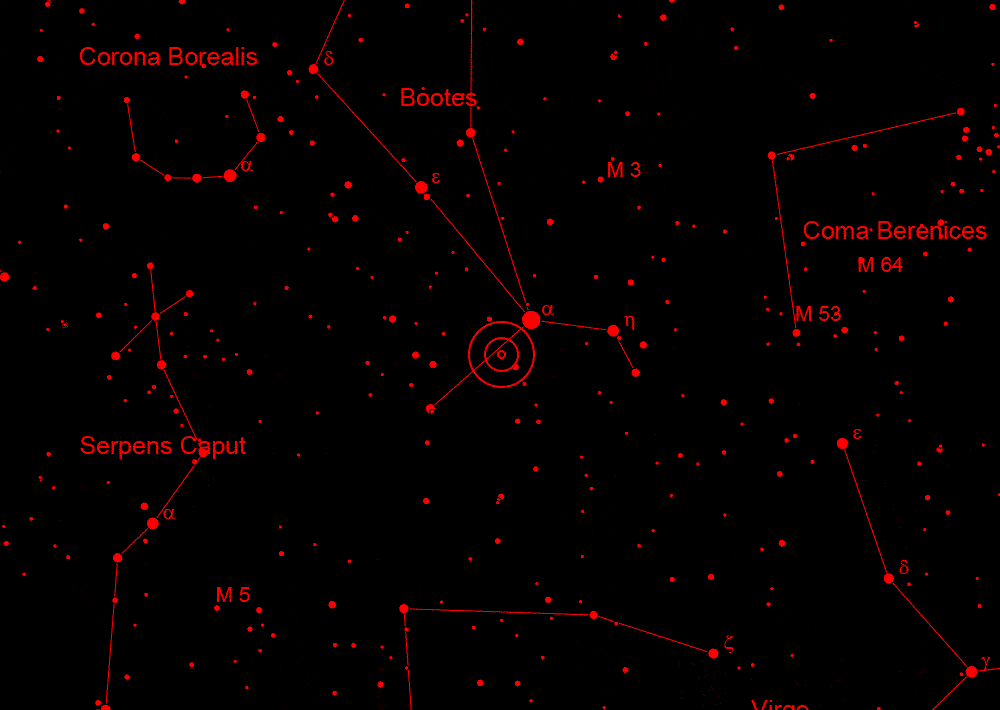 Corona Borealis
δ
Bootes
α
ε
M 3
Coma Berenices
M 64
α
η
M 53
Serpens Caput
ε
α
δ
M 5
ζ
γ
Virgo